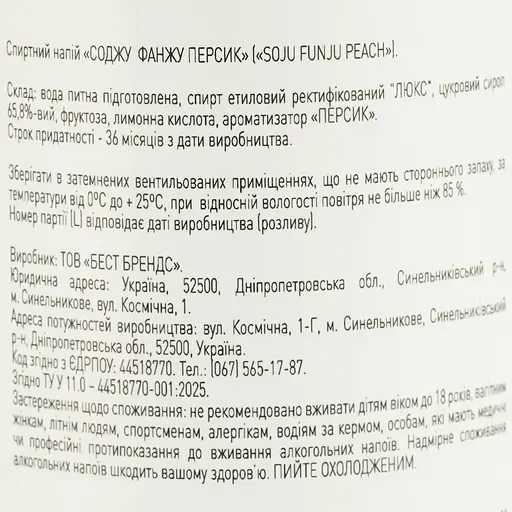 Спиртний напій «СОДЖУ ФАНЖУ ПЕРСИК» («SOJU FUNJU PEACH»).
Склад: вода питна підготовлена, спирт етиловий ректифікований "ЛЮКС", цукровий сироп
65,8%-вий, фруктоза, лимонна кислота, ароматизатор «ПЕРСИК».
Строк придатності - 36 місяців з дати виробництва.
Зберігати в затемнених вентильованих приміщеннях, що не мають стороннього запаху, за
температури від 0ºС до + 25ºС, при відносній вологості повітря не більше ніж 85 %.
Номер партії (L) відповідає даті виробництва (розливу).
Виробник: ТОВ «БЕСТ БРЕНДС».
Юридична адреса: Україна, 52500, Дніпропетровська обл., Синельниківський р-н,
м. Синельникове, вул. Космічна, 1.
Адреса потужностей виробництва: вул. Космічна, 1-Г, м. Синельникове, Синельниківський
р-н, Дніпропетровська обл., 52500, Україна.
Код згідно з ЄДРПОУ: 44518770. Тел.: (067) 565-17-87.
Згідно ТУ У 11.0 – 44518770-001:2025.
Застереження щодо споживання: не рекомендовано вживати дітям віком до 18 років, вагітним
жінкам, літнім людям, спортсменам, алергікам, водіям за кермом, особам, які мають медичні
чи професійні протипоказання до вживання алкогольних напоїв. Надмірне споживання
алкогольних напоїв шкодить вашому здоров'ю. ПИЙТЕ ОХОЛОДЖЕНИМ.